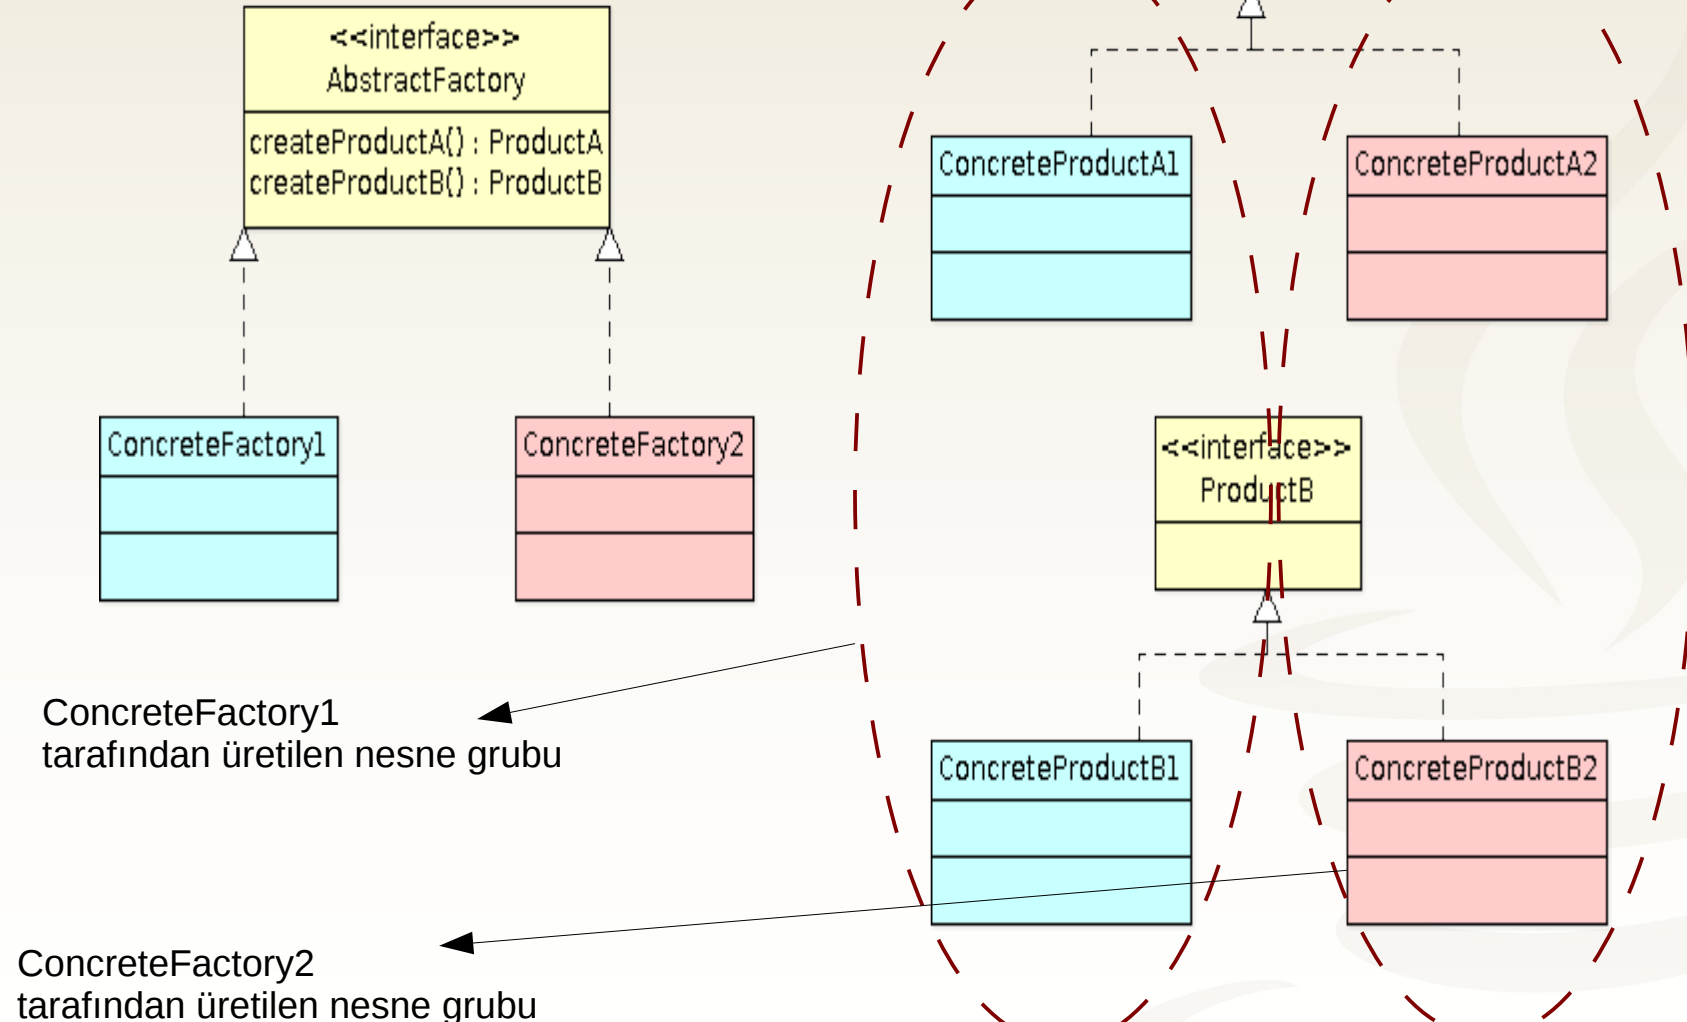 <<interface>>
AbstractFactory
createProductA() : ProductA
createProductB() : ProductB
ConcreteFactory1
ConcreteFactory2
ConcreteProductA1
ConcreteProductA2
<<interface>>
ProductB
ConcreteProductB1
ConcreteProductB2
ConcreteFactory1
tarafından üretilen nesne grubu
ConcreteFactory2
tarafından üretilen nesne grubu